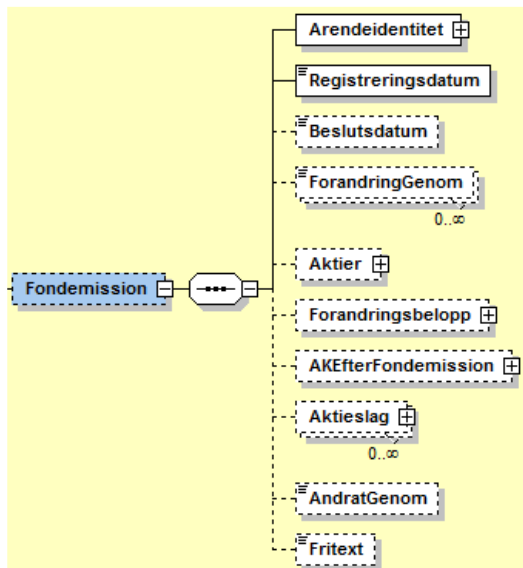 Arendeidentitet
Registreringsdatum
Beslutsdatum
ForandringGenom
0..∞
Aktier
Fondemission
Forandringsbelopp
AKEfterFondemission
Aktieslag
0..∞
AndratGenom
Fritext